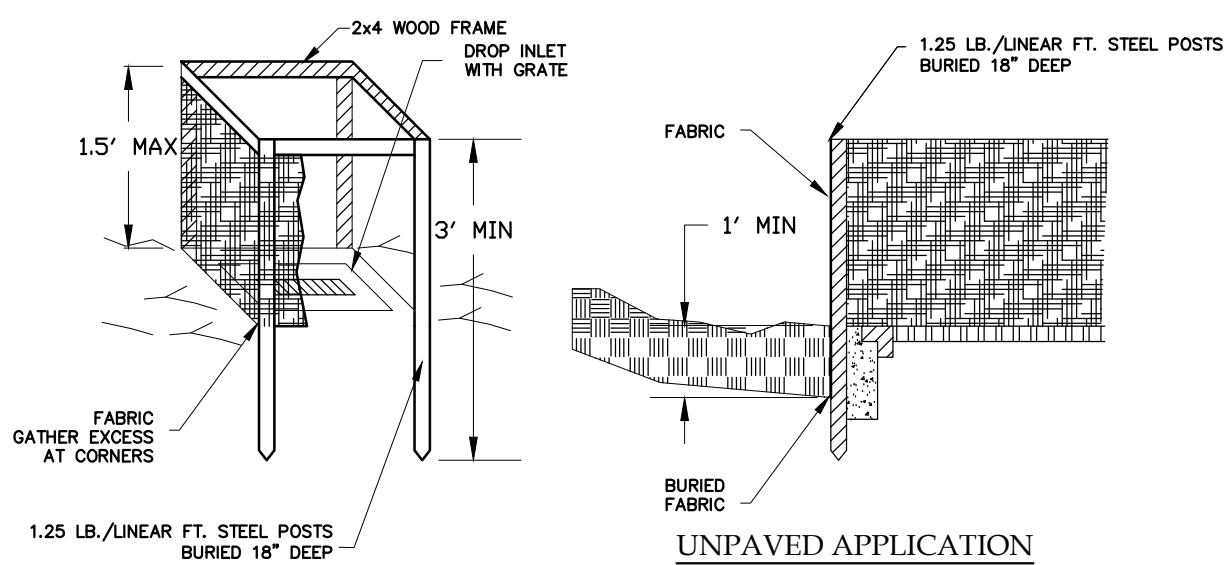 2x4 WOOD FRAME
DROP INLET
WITH GRATE
1.5' MAX
3' MIN
FABRIC
GATHER EXCESS
AT CORNERS
1.25 LB./LINEAR FT. STEEL POSTS
BURIED 18" DEEP
1.25 LB./LINEAR FT. STEEL POSTS
BURIED 18" DEEP
FABRIC
1' MIN
BURIED
FABRIC
UNPAVED APPLICATION